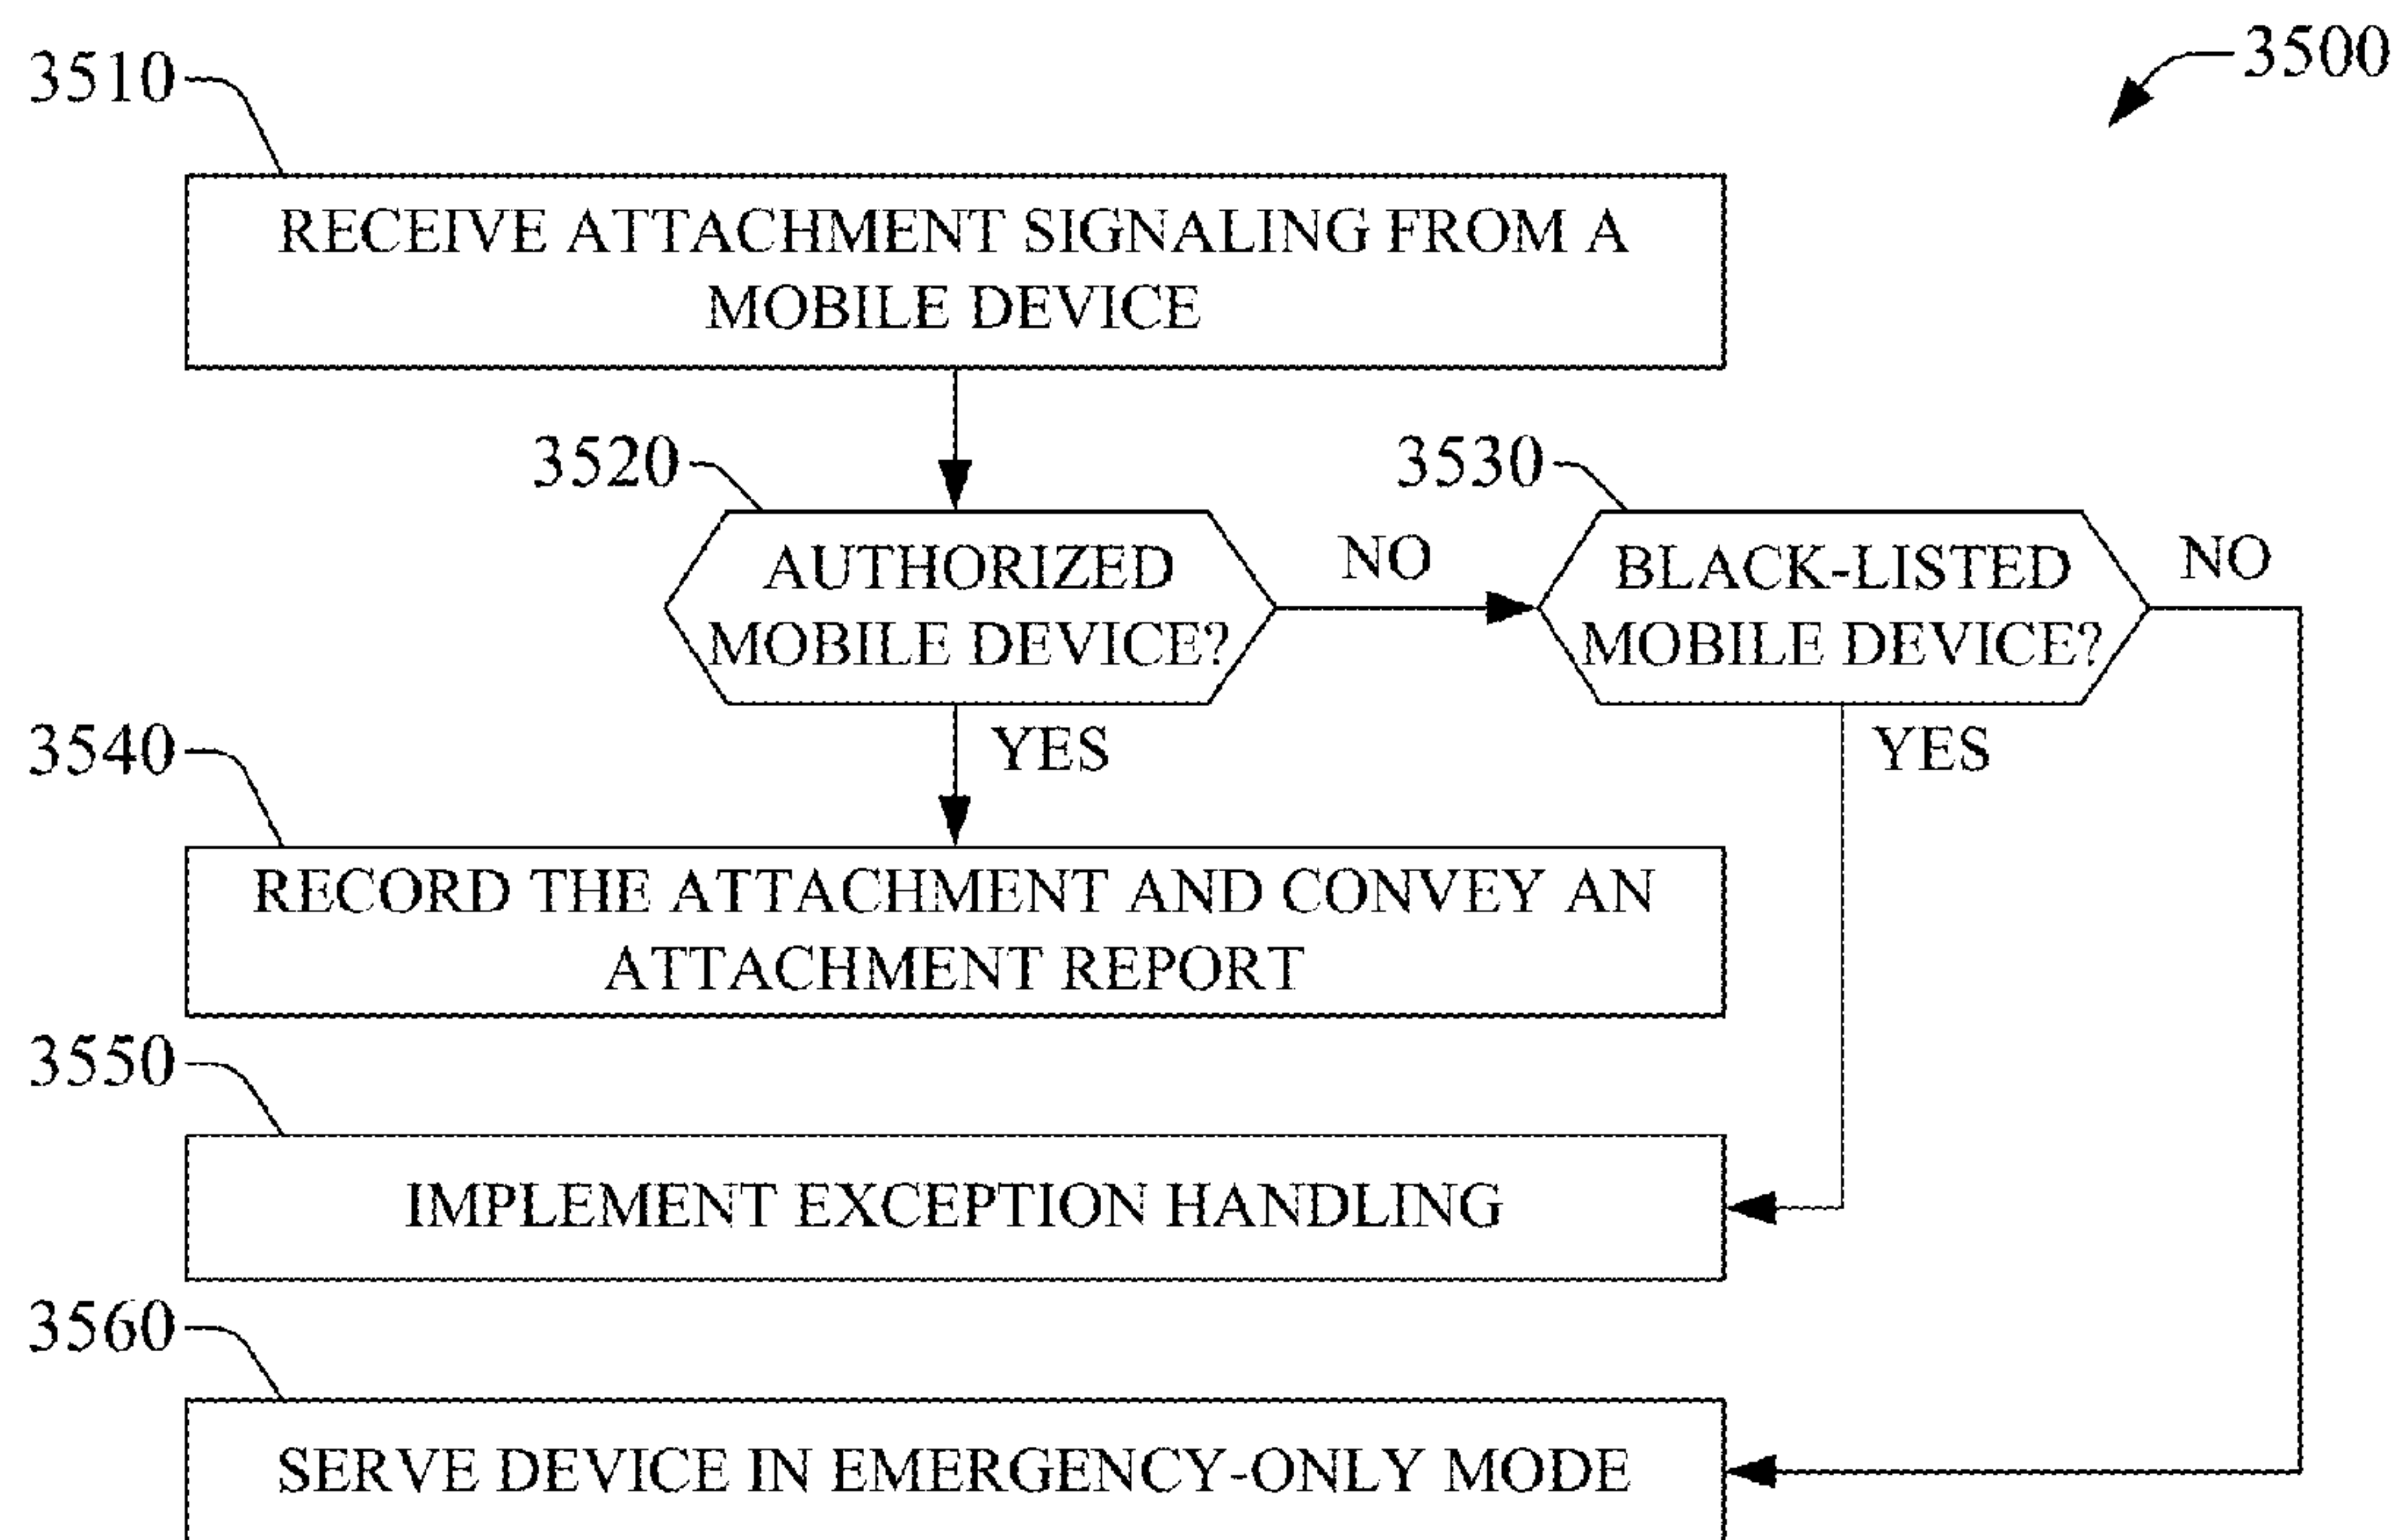 3500
3510
RECEIVE ATTACHMENT SIGNALING FROM A
MOBILE DEVICE
3520
AUTHORIZED
MOBILE DEVICE?
NO
3530
BLACK-LISTED
MOBILE DEVICE?
NO
YES
YES
3540
RECORD THE ATTACHMENT AND CONVEY AN
ATTACHMENT REPORT
3550
IMPLEMENT EXCEPTION HANDLING
3560
SERVE DEVICE IN EMERGENCY-ONLY MODE